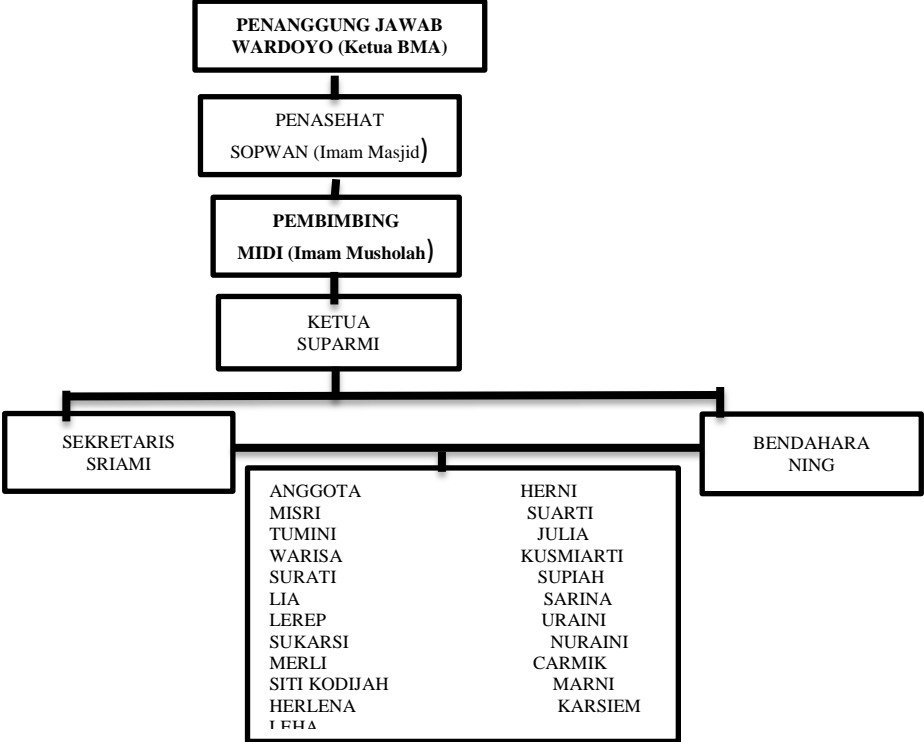 PENANGGUNG JAWAB
WARDOYO (Ketua BMA)
PENASEHAT
SOPWAN (Imam Masjid)
PEMBIMBING
MIDI (Imam Musholah)
KETUA
SUPARMI
SEKRETARIS
SRIAMI
BENDAHARA
NING
ANGGOTA HERNI
MISRI SUARTI
TUMINI JULIA
WARISA KUSMIARTI
SURATI SUPIAH
LIA SARINA
LEREP URAINI
SUKARSI NURAINI
MERLI CARMIK
SITI KODIJAH MARNI
HERLENA KARSIEM
LEHA